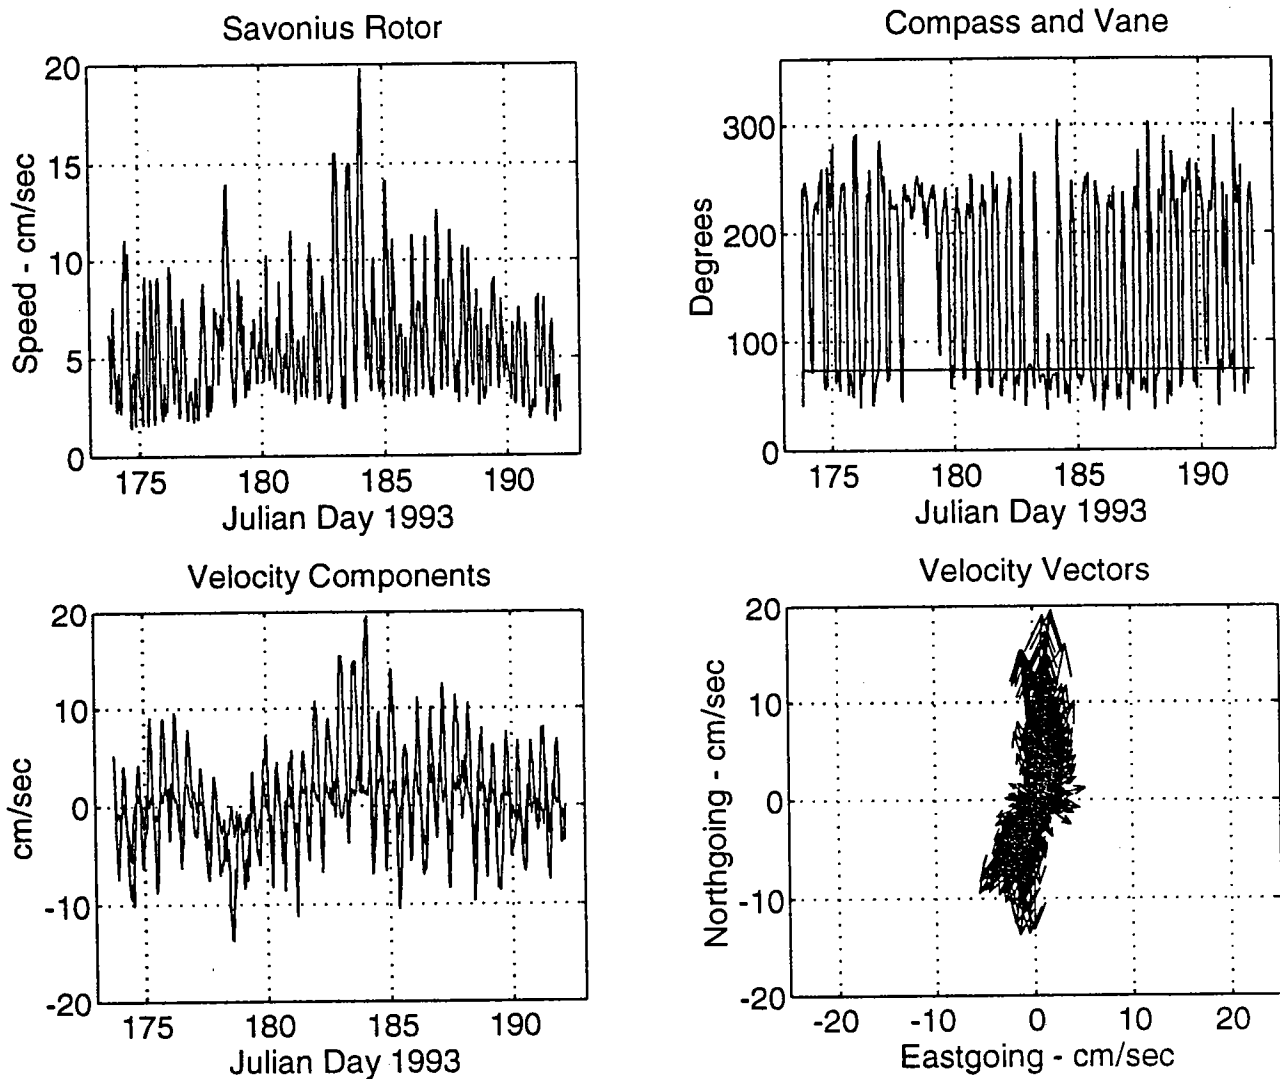 Savonius Rotor
Speed - cm/sec
20
15
10
5
0
175 180 185 190
Julian Day 1993
Compass and Vane
Degrees
300
200
100
0
175 180 185 190
Julian Day 1993
Velocity Components
cm/sec
20
10
0
-10
-20
175 180 185 190
Julian Day 1993
Velocity Vectors
Northgoing - cm/sec
20
10
0
-10
-20
-20 -10 0 10 20
Eastgoing - cm/sec